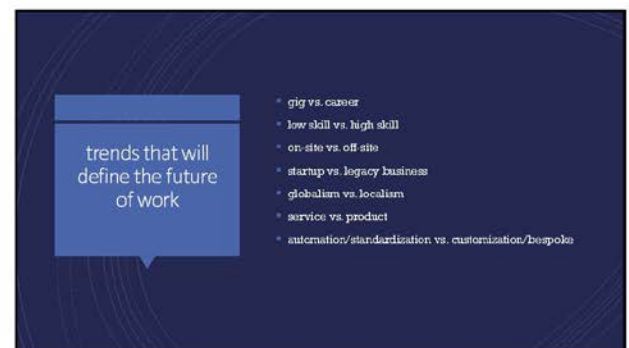 trends that will
define the future
of work
gig vs. career
low skill vs. high skill
on-site vs. off-site
startup vs. legacy business
globalism vs. localism
service vs. product
automation/standardization vs. customization/bespoke